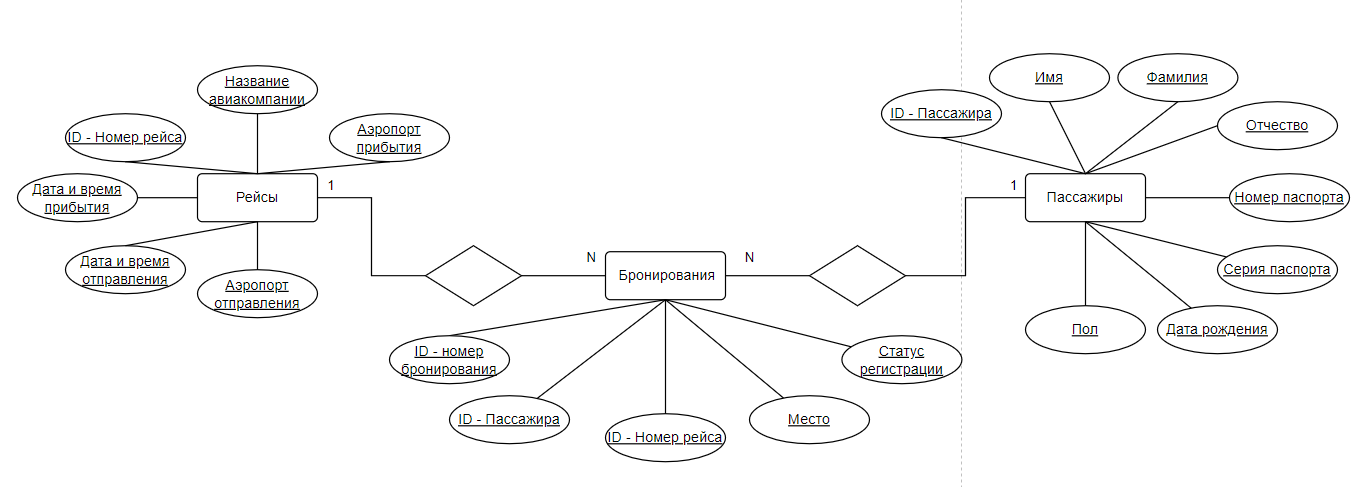 Название
авиакомпании
ID - Номер рейса
Аэропорт
прибытия
Дата и время
прибытия
Рейсы
1
Дата и время
отправления
Аэропорт
отправления
N
Бронирования
N
ID - номер
бронирования
ID - Пассажира
ID - Номер рейса
Место
Статус
регистрации
1
Пассажиры
ID - Пассажира
Имя
Фамилия
Отчество
Номер паспорта
Серия паспорта
Дата рождения
Пол